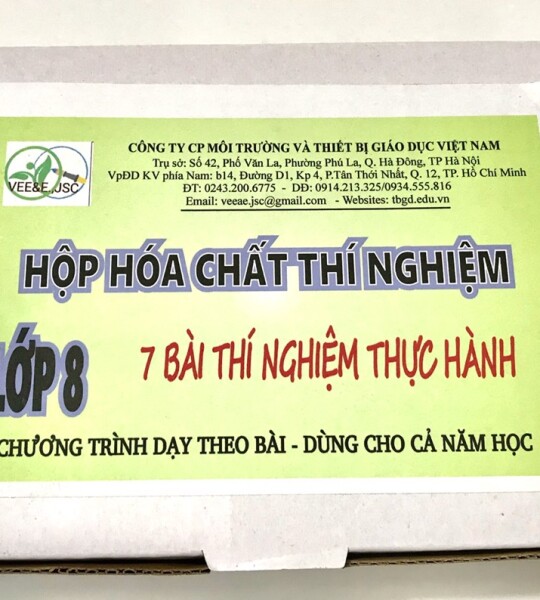 CÔNG TY CP MÔI TRƯỜNG VÀ THIẾT BỊ GIÁO DỤC VIỆT NAM
Trụ sở: Số 42, Phố Văn La, Phường Phú La, Q. Hà Đông, TP Hà Nội
VpĐD KV phía Nam: b14, Đường D1, Kp 4, P.Tân Thới Nhất, Q. 12, TP. Hồ Chí Minh
ĐT: 0243.200.6775 - DĐ: 0914.213.325/0934.555.816
Email: veeae.jsc@gmail.com - Websites: tbgd.edu.vn
VEE&E.,JSC
HỘP HÓA CHẤT THÍ NGHIỆM
LỚP 8
7 BÀI THÍ NGHIỆM THỰC HÀNH
CHƯƠNG TRÌNH DẠY THEO BÀI - DÙNG CHO CẢ NĂM HỌC